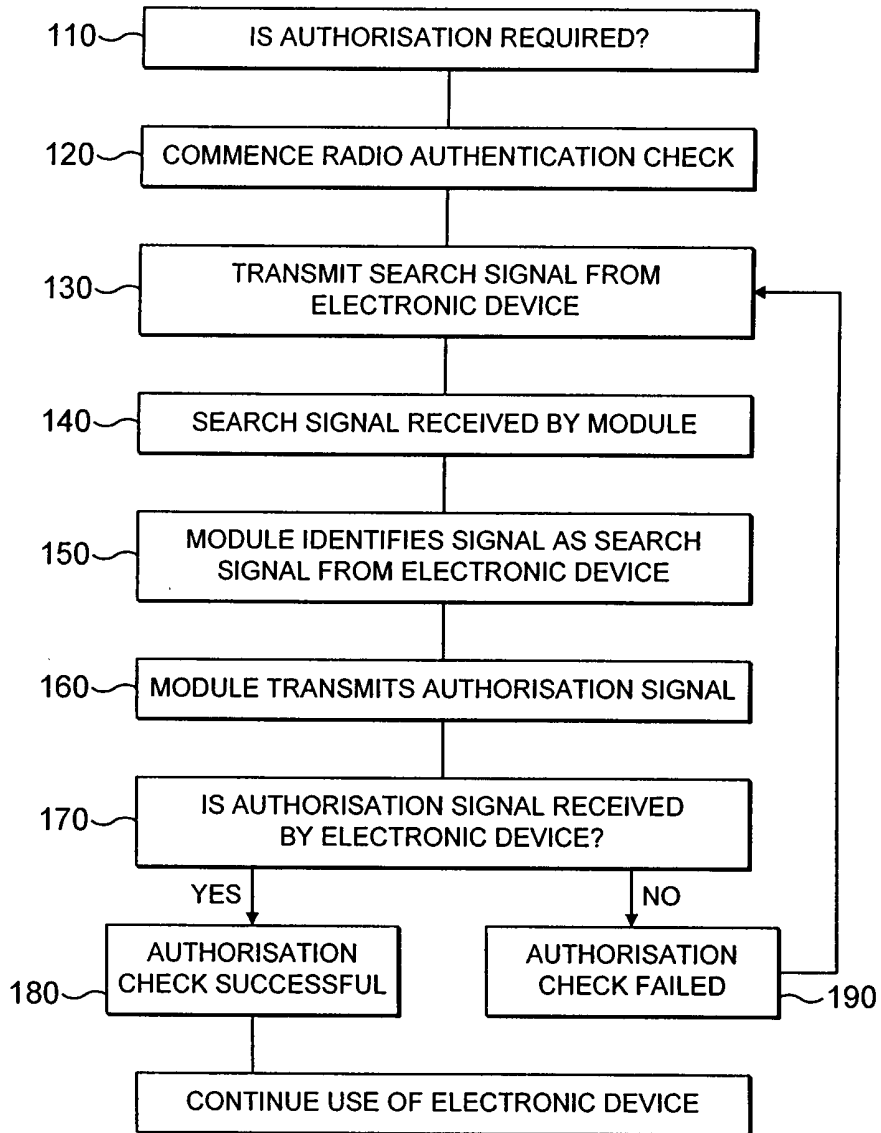 110
IS AUTHORISATION REQUIRED?
120
COMMENCE RADIO AUTHENTICATION CHECK
130
TRANSMIT SEARCH SIGNAL FROM
ELECTRONIC DEVICE
140
SEARCH SIGNAL RECEIVED BY MODULE
150
MODULE IDENTIFIES SIGNAL AS SEARCH
SIGNAL FROM ELECTRONIC DEVICE
160
MODULE TRANSMITS AUTHORISATION SIGNAL
170
IS AUTHORISATION SIGNAL RECEIVED
BY ELECTRONIC DEVICE?
YES
NO
180
AUTHORISATION
CHECK SUCCESSFUL
AUTHORISATION
CHECK FAILED
190
CONTINUE USE OF ELECTRONIC DEVICE